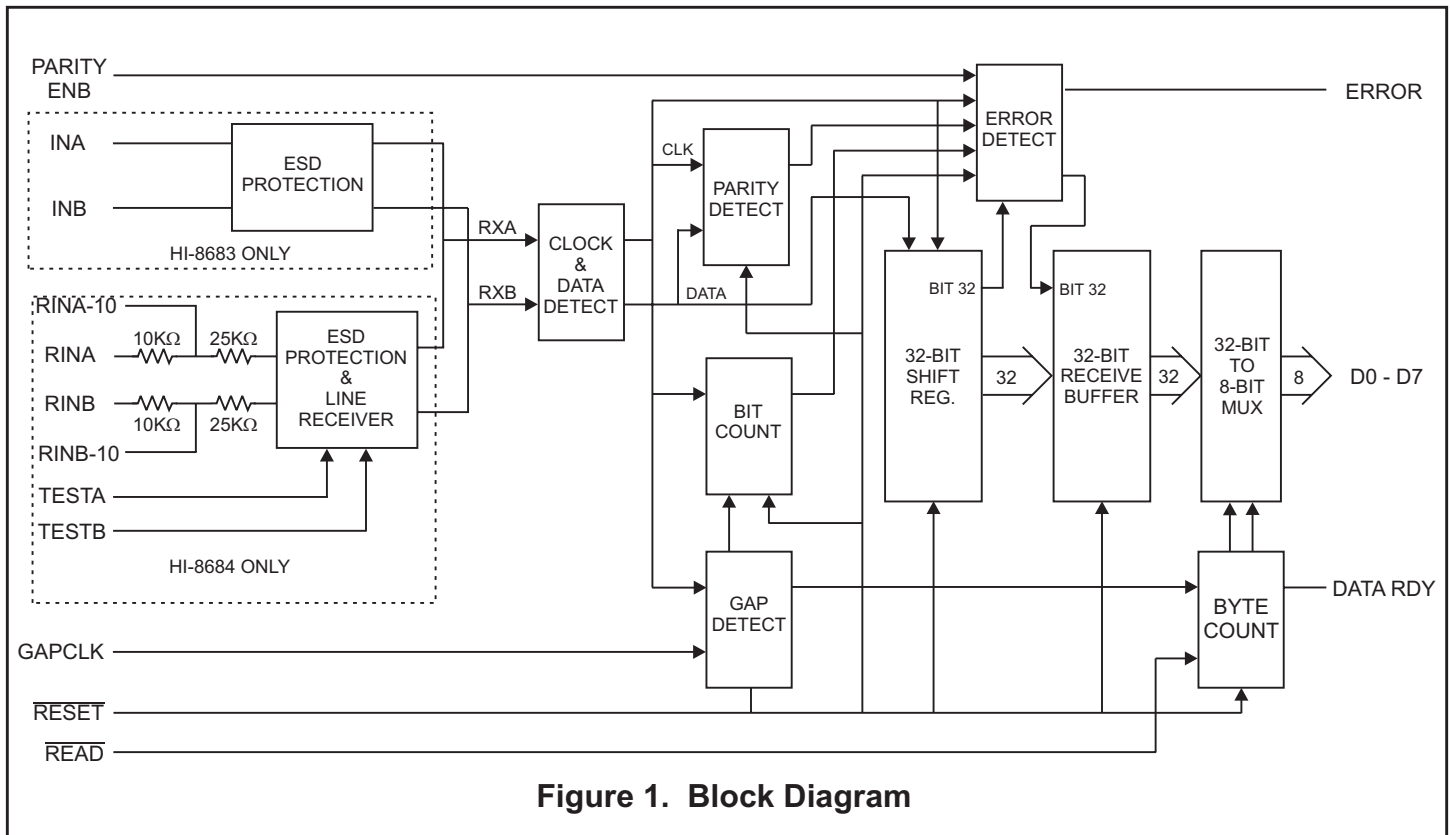 PARITY
ENB
INA
INB
ESD
PROTECTION
HI-8683 ONLY
RINA-10
RINA
10KΩ
25KΩ
RINB
10KΩ
25KΩ
RINB-10
ESD
PROTECTION
&
LINE
RECEIVER
TESTA
TESTB
HI-8684 ONLY
GAPCLK
RESET
READ
RXA
RXB
CLOCK
&
DATA
DETECT
CLK
DATA
PARITY
DETECT
BIT
COUNT
GAP
DETECT
ERROR
DETECT
ERROR
BIT 32
32-BIT
SHIFT
REG.
32
BIT 32
32-BIT
RECEIVE
BUFFER
32
32-BIT
TO
8-BIT
MUX
8
D0 - D7
BYTE
COUNT
DATA RDY
Figure 1. Block Diagram